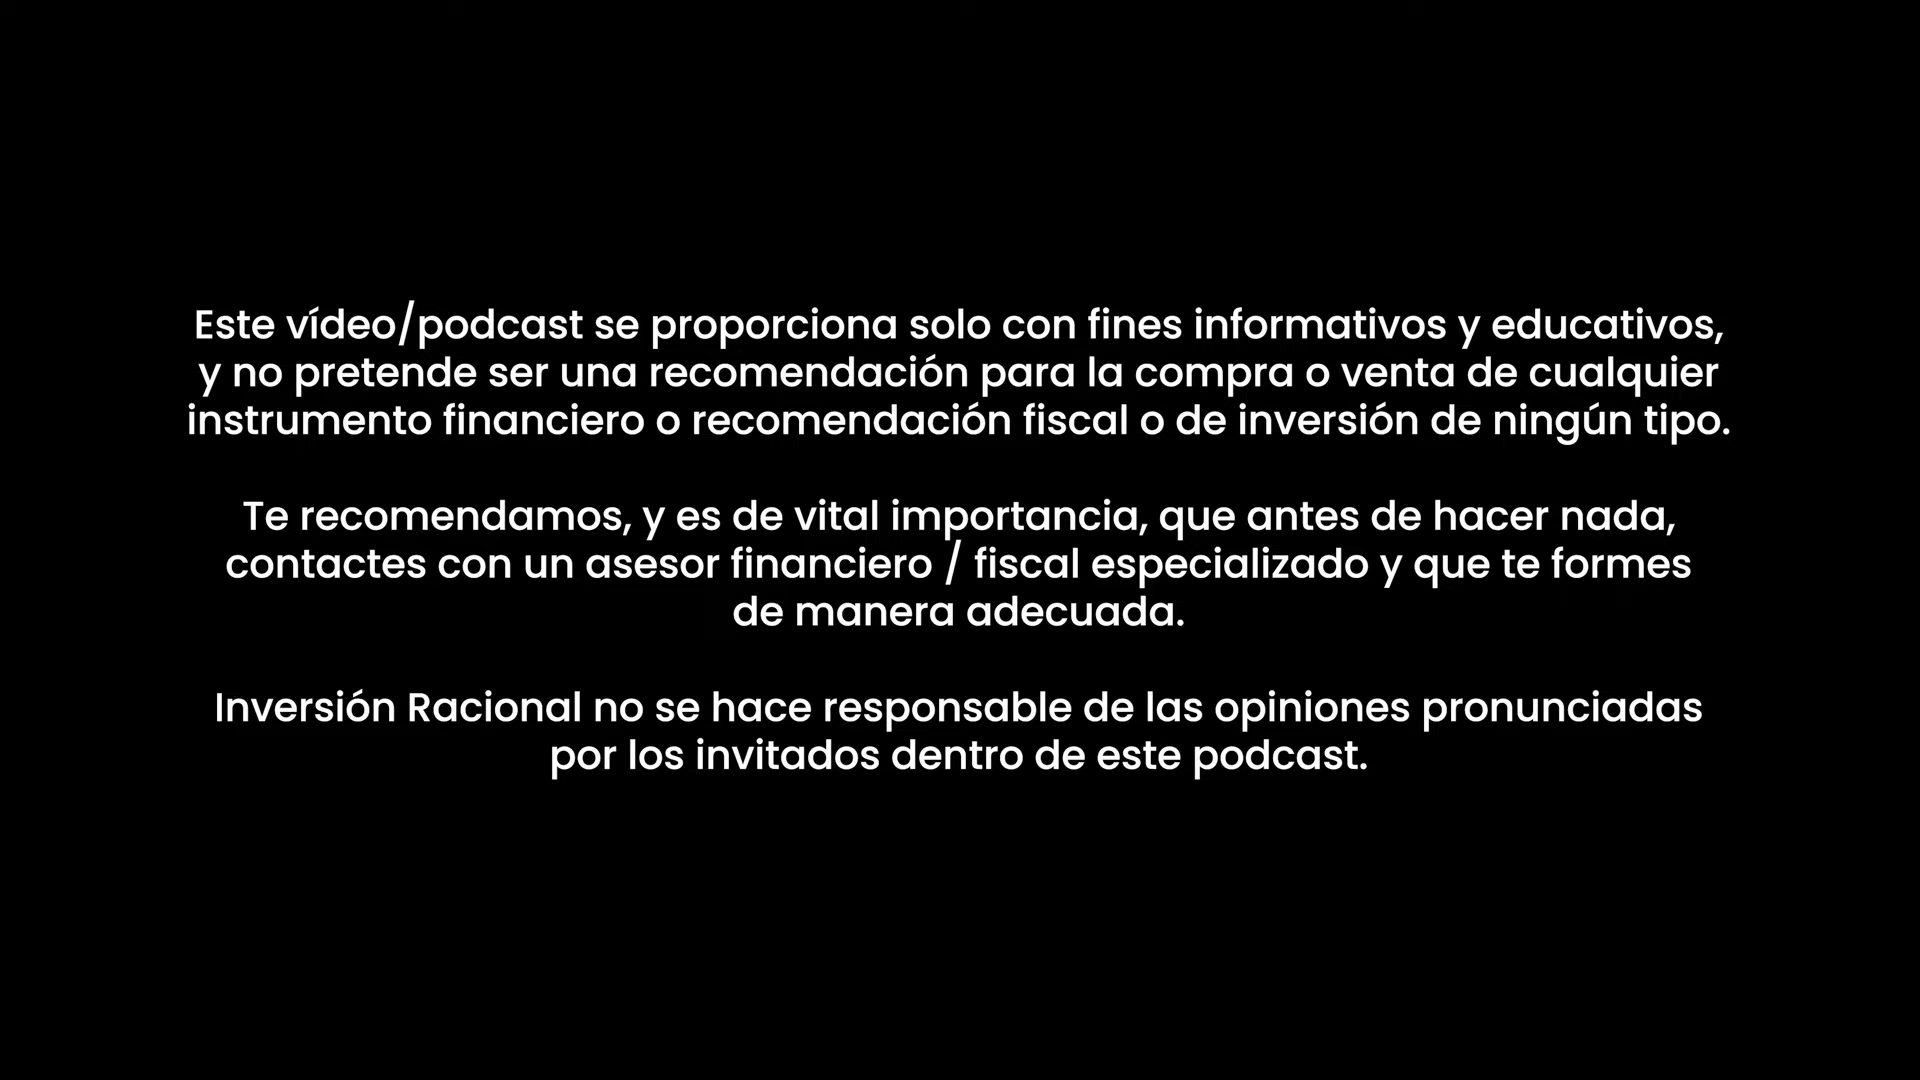 Este vídeo/podcast se proporciona solo con fines informativos y educativos,
y no pretende ser una recomendación para la compra o venta de cualquier
instrumento financiero o recomendación fiscal o de inversión de ningún tipo.
Te recomendamos, y es de vital importancia, que antes de hacer nada,
contactes con un asesor financiero / fiscal especializado y que te formes
de manera adecuada.
Inversión Racional no se hace responsable de las opiniones pronunciadas
por los invitados dentro de este podcast.